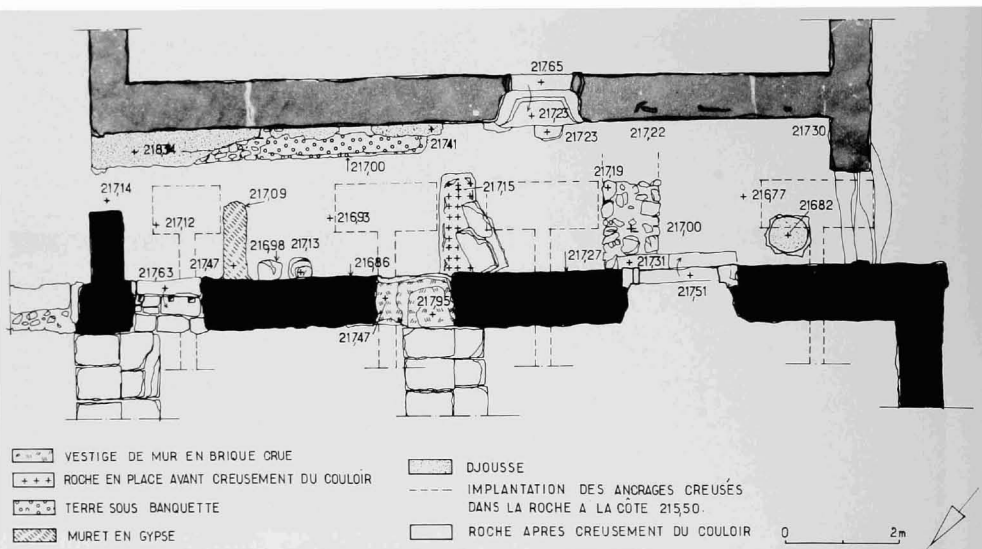 217,65
217,23
217,23
217,22
217,30
217,41
217,00
217,14
217,09
217,15
217,19
216,77
217,12
216,93
217,00
216,82
216,98
217,13
217,63
217,47
216,86
217,27
217,31
217,51
217,95
217,47
VESTIGE DE MUR EN BRIQUE CRUE
ROCHE EN PLACE AVANT CREUSEMENT DU COULOIR
TERRE SOUS BANQUETTE
MURET EN GYPSE
DJOUSSE
IMPLANTATION DES ANCRAGES CREUSÉS
DANS LA ROCHE A LA CÔTE 215,50.
ROCHE APRES CREUSEMENT DU COULOIR
0 2m